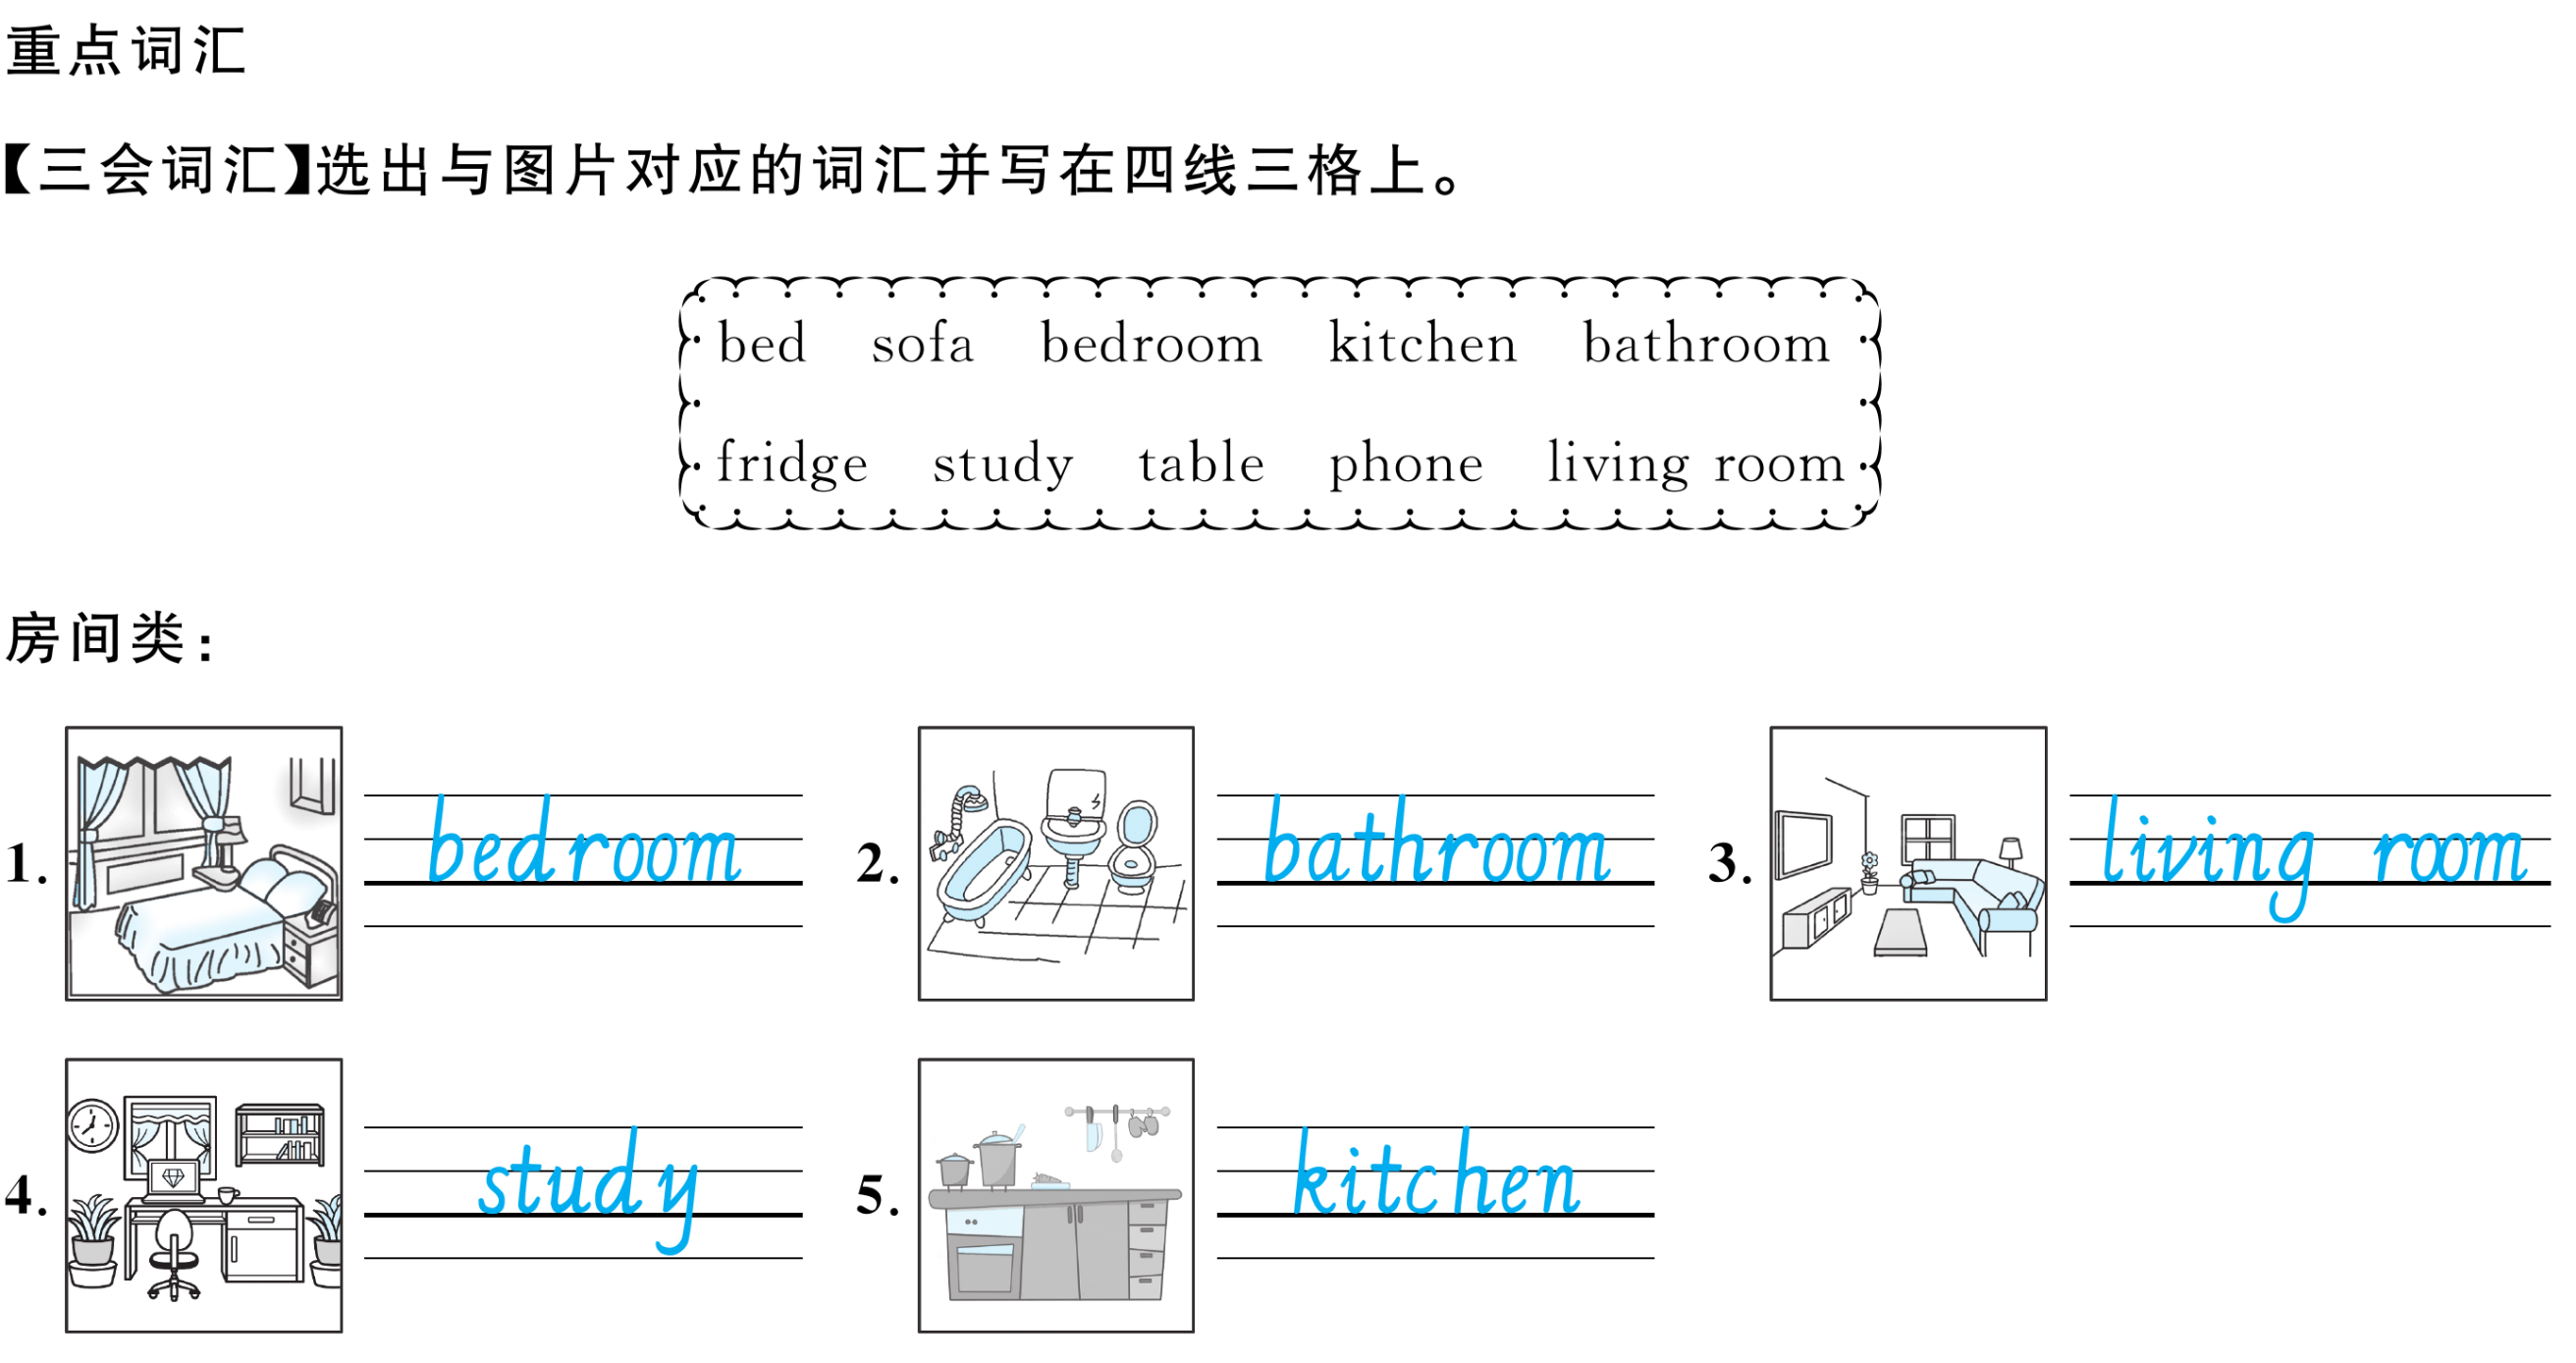 重点词汇
【三会词汇】选出与图片对应的词汇并写在四线三格上。
bed sofa bedroom kitchen bathroom
fridge study table phone living room
房间类:
1. bedroom 2. bathroom 3. living room
4. study 5. kitchen